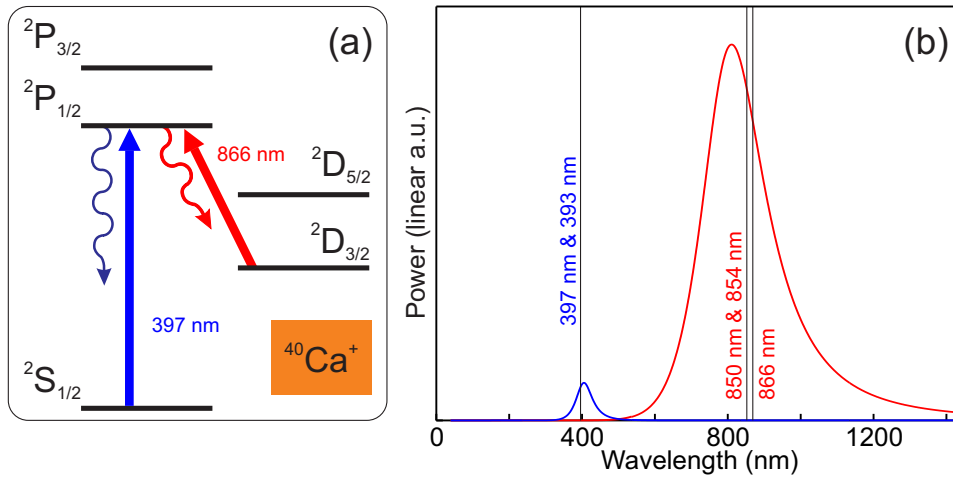 (a)
²P₃/₂
²P₁/₂
866 nm
²D₅/₂
²D₃/₂
397 nm
⁴⁰Ca⁺
²S₁/₂
(b)
Power (linear a.u.)
397 nm & 393 nm
850 nm & 854 nm
866 nm
0 400 800 1200
Wavelength (nm)